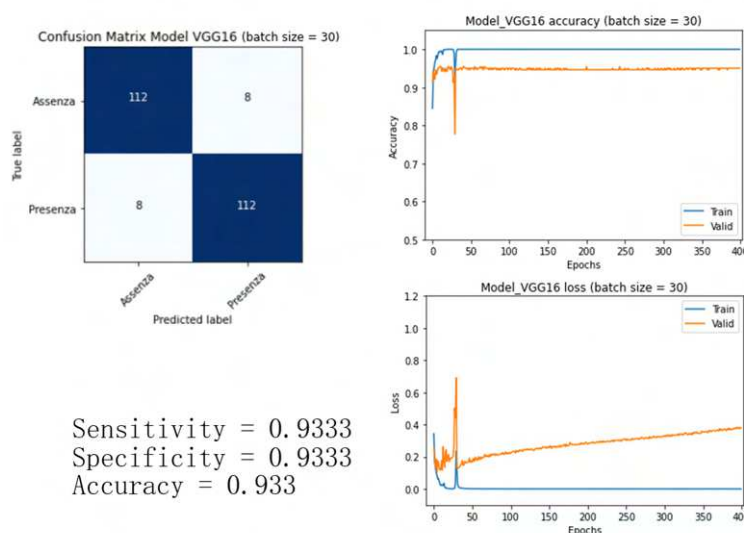 Confusion Matrix Model VGG16 (batch size = 30)
True label
Assenza
112
8
Presenza
8
112
Assenza
Presenza
Predicted label
Sensitivity = 0.9333
Specificity = 0.9333
Accuracy = 0.933
Model_VGG16 accuracy (batch size = 30)
Accuracy
1.0
0.9
0.8
0.7
0.6
0.5
Train
Valid
0 50 100 150 200 250 300 350 400
Epochs
Model_VGG16 loss (batch size = 30)
Loss
1.2
1.0
0.8
0.6
0.4
0.2
0.0
Train
Valid
0 50 100 150 200 250 300 350 400
Epochs